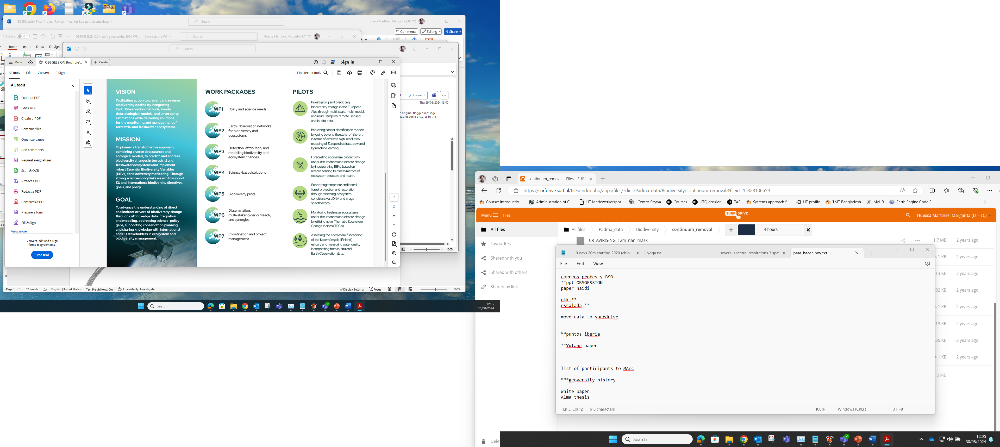 EO4Diversity_Final_Project_Review_ meeting_List_participants.docx
Search
Huesca Martinez, Margarita (UT-ITC)
Comments
Editing
Share
AutoSave
Off
OBSGESSION SC meeting september2024_WP... • Saved to this PC
Search
Huesca Martinez, Margarita (UT-ITC)
Home
Insert
Draw
Design
Search
Menu
OBSGESSION Brochure1...
Create
Sign in
All tools
Edit
Convert
E-Sign
Find text or tools
All tools
Export a PDF
Edit a PDF
Create a PDF
Combine files
Organize pages
Add comments
Request e-signatures
Scan & OCR
Protect a PDF
Redact a PDF
Compress a PDF
Prepare a form
Fill & Sign
View more
Convert, edit and e-sign
forms & agreements.
Free trial
VISION
Facilitating action to prevent and reverse
biodiversity decline by integrating
Earth Observation methods, in-situ
data, ecological models, and uncertainty
estimations while delivering solutions
for the monitoring and management of
terrestrial and freshwater ecosystems.
MISSION
To pioneer a transformative approach,
combining diverse data sources and
ecological models, to predict, and address
biodiversity changes in terrestrial and
freshwater ecosystems and implement
robust Essential Biodiversity Variables
(EBVs) for biodiversity monitoring. Through
strong science-policy links we aim to support
EU and international biodiversity directives,
goals, and policy.
GOAL
To advance the understanding of direct
and indirect drivers of biodiversity change
through cutting-edge data integration
and modeling, addressing science-policy
gaps, supporting conservation planning,
and sharing knowledge with international
and EU stakeholders in ecosystem and
biodiversity management.
WORK PACKAGES
WP1
Policy and science needs
WP2
Earth Observation networks
for biodiversity and
ecosystems
WP3
Detection, attribution, and
modelling biodiversity and
ecosystem changes
WP4
Science-based solutions
WP5
Biodiversity pilots
WP6
Dissemination,
multi-stakeholder outreach,
and synergies
WP7
Coordination and project
management
PILOTS
Investigating and predicting
biodiversity change in the European
Alps through multi-scale, multi-modal,
and multi-temporal remote-sensed
and in-situ data.
Improving habitat classification models
by going beyond the state-of-the-art
in terms of accurate high-resolution
mapping of Europe's habitats, powered
by machine learning.
Forecasting ecosystem productivity
under disturbances and climate change
by incorporating EBVs based on
remote sensing to assess metrics of
ecosystem structure and health.
Supporting temperate and boreal
forest protection and restoration
through assessing ecosystem
conditions via eDNA and image
spectroscopy.
Monitoring freshwater ecosystems
under disturbances and climate change
by utilising novel Thematic Ecosystem
Change Indices (TECIs).
Assessing the ecosystem functioning
of the Kokemäenjoki (Finland)
estuary and measuring water quality
incorporating both in-situ and
Earth Observation data.
2
2
Forward
Thu 29/08/2024 13:05
original flagged message.
oad of some pictures in this
100%
Page 1 of 1
82 words
English (United States)
Text Predictions: On
Accessibility: Investigate
Display Settings
Focus
160%
Search
12:05
30/08/2024
continuum_removal - Files - SURF
https://surfdrive.surf.nl/files/index.php/apps/files/?dir=/Padma_data/Biodiversity/continuum_removal&fileid=15328106659
Course: Introductio...
Administration of C...
UT Medewerkerspor...
Centro Saywa
Courses
UTQ dossier
TAS
Systems approach f...
UT profile
TMT Bangladesh
UT. MyHR
Earth Engine Code E...
Menu
Files
SURF DRIVE
Huesca Martinez, Margarita (UT-ITC)
All files
Favourites
Shared with you
Shared with others
Shared by link
All files
Padma_data
Biodiversity
continuum_removal
4 hours
CR_AVIRIS-NG_12m_nan_mask
1.7 MB
2 years ago
< 1 KB
2 years ago
13 KB
2 years ago
92 KB
2 years ago
< 1 KB
2 years ago
13 KB
2 years ago
35 KB
2 years ago
< 1 KB
2 years ago
.3 MB
10 days 20m starting 2020 (chlo,
yoga.txt
several spectral resolutions 3 spa
para_hacer_hoy.txt
File
Edit
View
correos profes y BSO
**ppt OBSGESSION
paper haidi
okki**
escalada **
move data to surfdrive
**puntos iberia
**Yufang paper
list of participants to MArc
***geoversity history
white paper
Alma thesis
Ln 3, Col 12
616 characters
100%
Windows (CRLF)
UTF-8
Delet
Search
12:05
30/08/2024